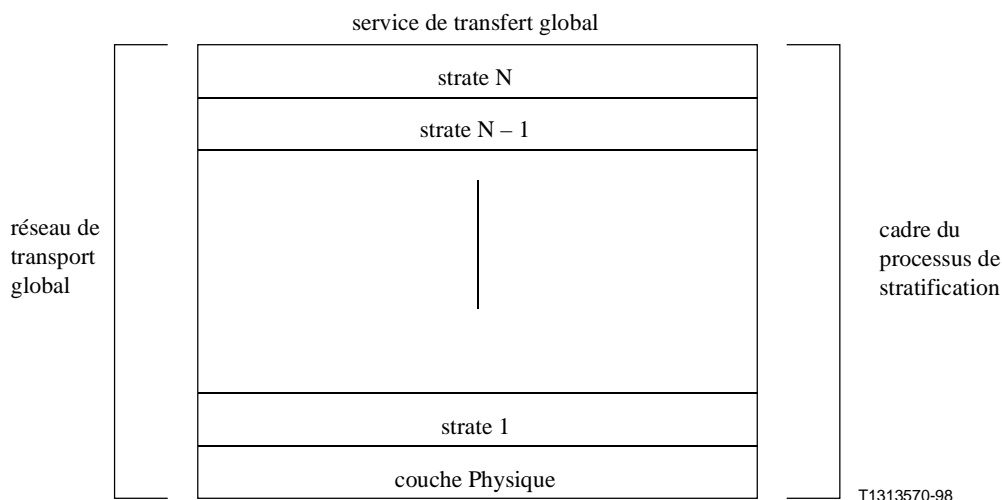 service de transfert global
strate N
strate N – 1
réseau de
transport
global
cadre du
processus de
stratification
strate 1
couche Physique
T1313570-98